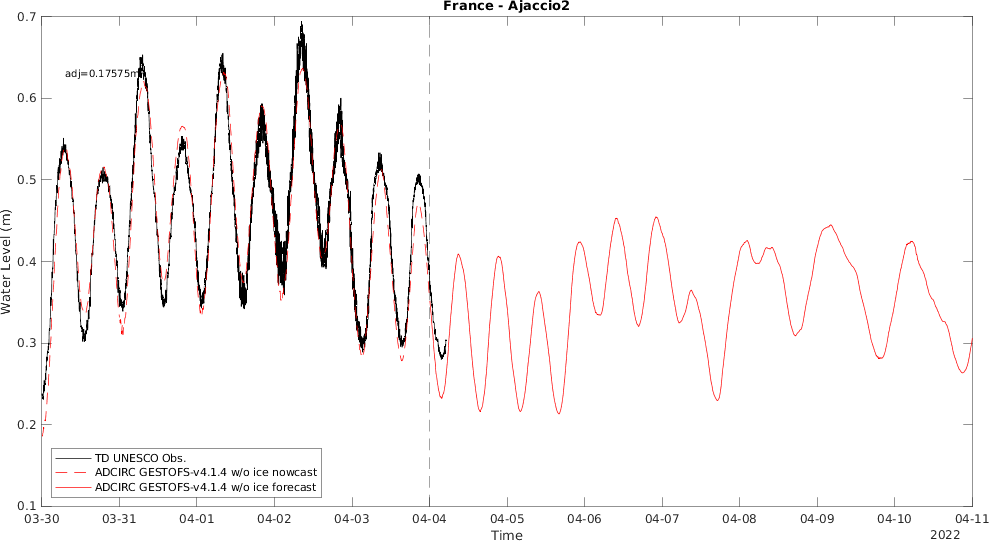 France - Ajaccio2
0.7
0.6
0.5
0.4
0.3
0.2
0.1
Water Level (m)
adj=0.17575m
TD UNESCO Obs.
ADCIRC GESTOFS-v4.1.4 w/o ice nowcast
ADCIRC GESTOFS-v4.1.4 w/o ice forecast
03-30 03-31 04-01 04-02 04-03 04-04 04-05 04-06 04-07 04-08 04-09 04-10 04-11
Time
2022